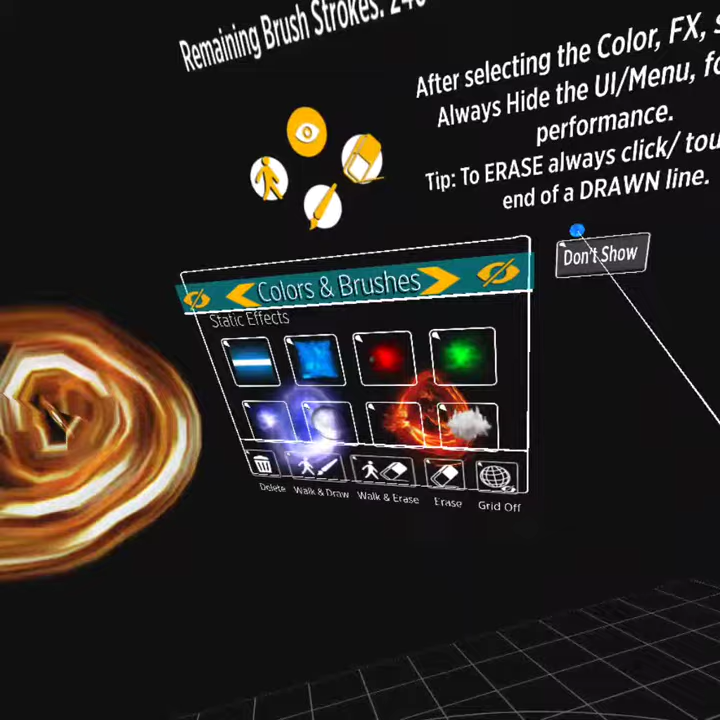 Remaining Brush Strokes:
After selecting the Color, FX,
Always Hide the UI/Menu,
performance.
Tip: To ERASE always click/
end of a DRAWN line.
Don't Show
Colors & Brushes
Static Effects
Delete Walk & Draw Walk & Erase Erase Grid Off